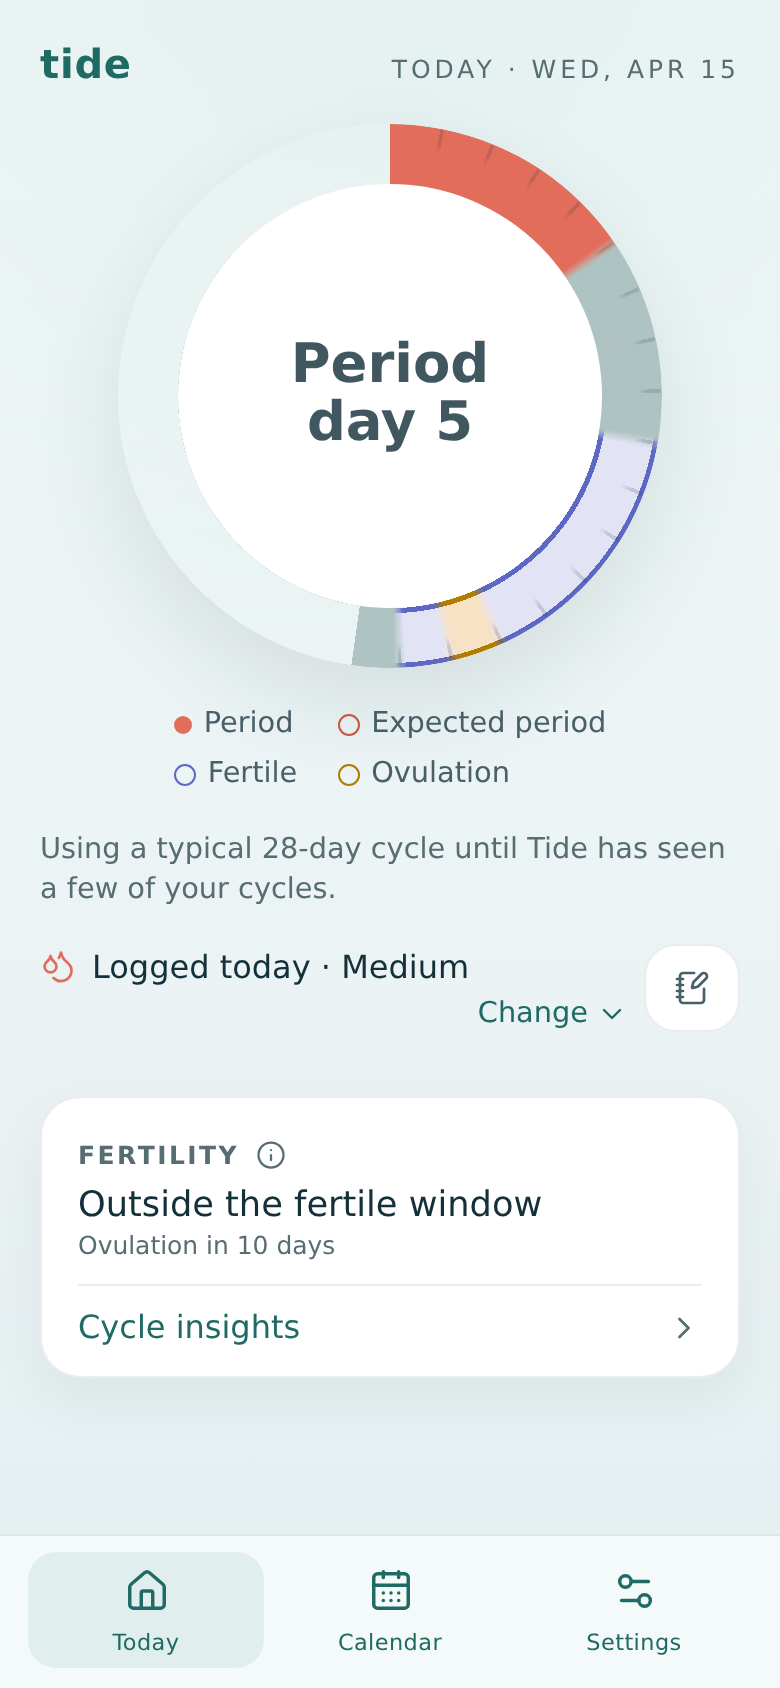 tide
TODAY · WED, APR 15
Period
day 5
Period
Expected period
Fertile
Ovulation
Using a typical 28-day cycle until Tide has seen
a few of your cycles.
Logged today · Medium
Change
FERTILITY
Outside the fertile window
Ovulation in 10 days
Cycle insights
Today
Calendar
Settings